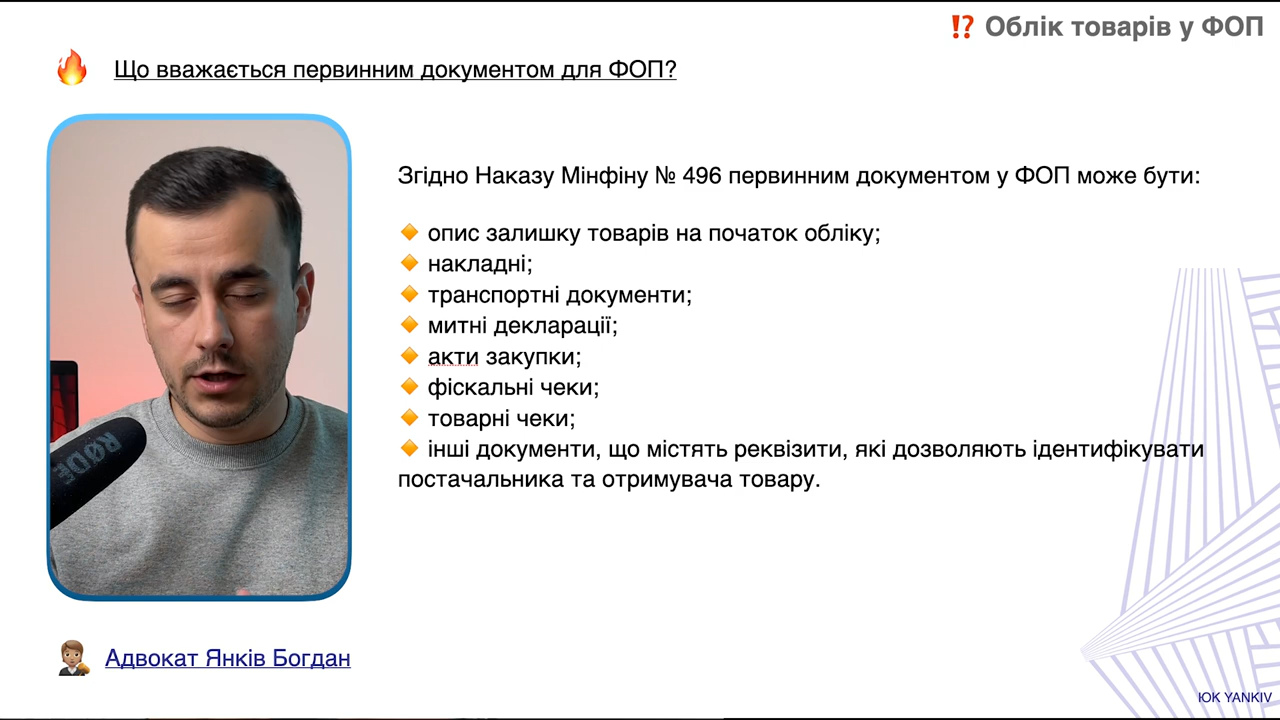 ⁉️ Облік товарів у ФОП
Що вважається первинним документом для ФОП?
Згідно Наказу Мінфіну № 496 первинним документом у ФОП може бути:
🔸 опис залишку товарів на початок обліку;
🔸 накладні;
🔸 транспортні документи;
🔸 митні декларації;
🔸 акти закупки;
🔸 фіскальні чеки;
🔸 товарні чеки;
🔸 інші документи, що містять реквізити, які дозволяють ідентифікувати
постачальника та отримувача товару.
RØDE
Адвокат Янків Богдан
ЮК YANKIV